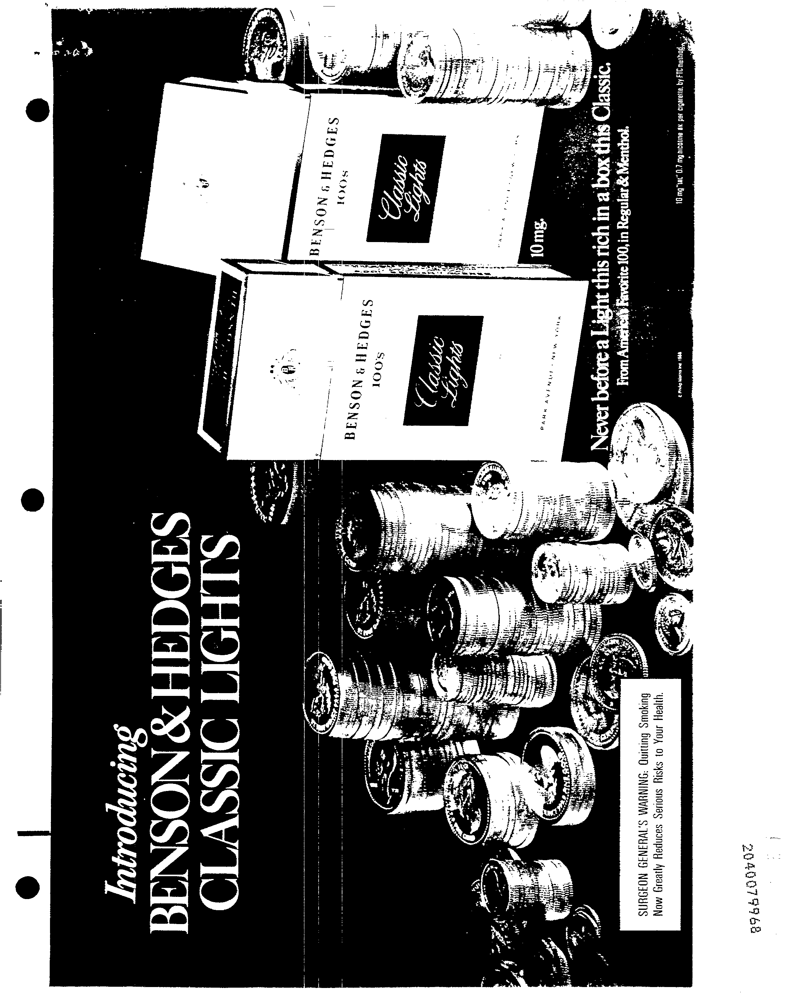 Introducing
BENSON & HEDGES
CLASSIC LIGHTS
BENSON & HEDGES
100'S
Classic
Lights
PARK AVENUE · NEW YORK
BENSON & HEDGES
100'S
Classic
Lights
10 mg.
Never before a Light this rich in a box this Classic.
From America's Favorite 100, in Regular & Menthol.
© Philip Morris Inc.
10 mg "tar," 0.7 mg nicotine av. per cigarette, by FTC method.
SURGEON GENERAL'S WARNING: Quitting Smoking
Now Greatly Reduces Serious Risks to Your Health.
2040079968